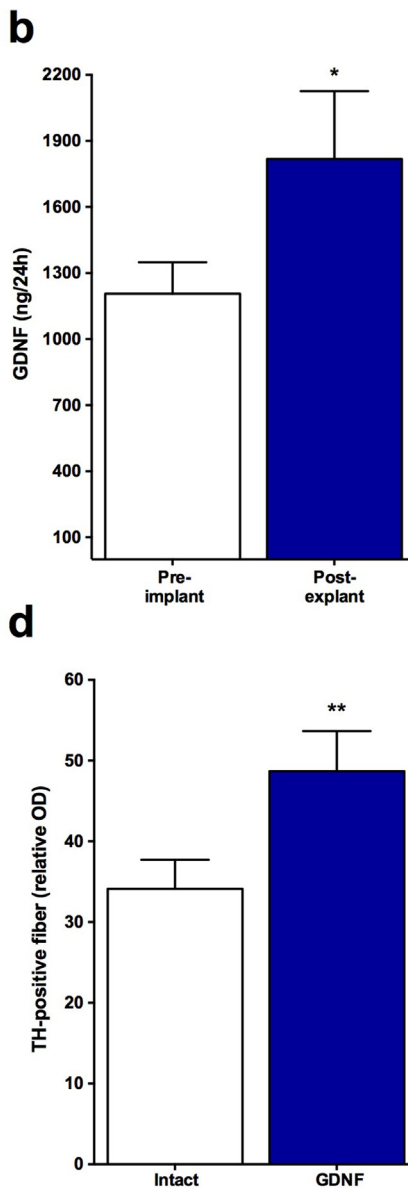 b
2200
1900
1600
1300
1000
700
400
100
GDNF (ng/24h)
*
Pre-
implant
Post-
explant
d
60
50
40
30
20
10
0
TH-positive fiber (relative OD)
**
Intact
GDNF